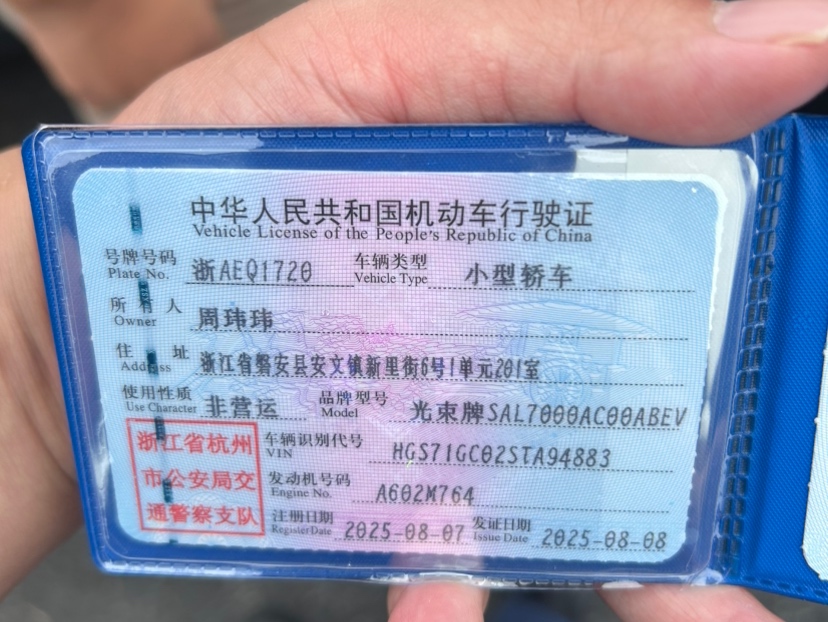 中华人民共和国机动车行驶证
Vehicle License of the People's Republic of China
号牌号码 浙AEQ1720 车辆类型 小型轿车
Plate No. Vehicle Type
所有人 周玮玮
Owner
住址 浙江省磐安县安文镇新里街6号1单元201室
Address
使用性质 非营运 品牌型号 光束牌SAL7000AC00ABEV
Use Character Model
浙江省杭州
市公安局交
通警察支队
车辆识别代号 HGS71GC02STA94883
VIN
发动机号码 A602M764
Engine No.
注册日期 2025-08-07 发证日期 2025-08-08
Register Date Issue Date